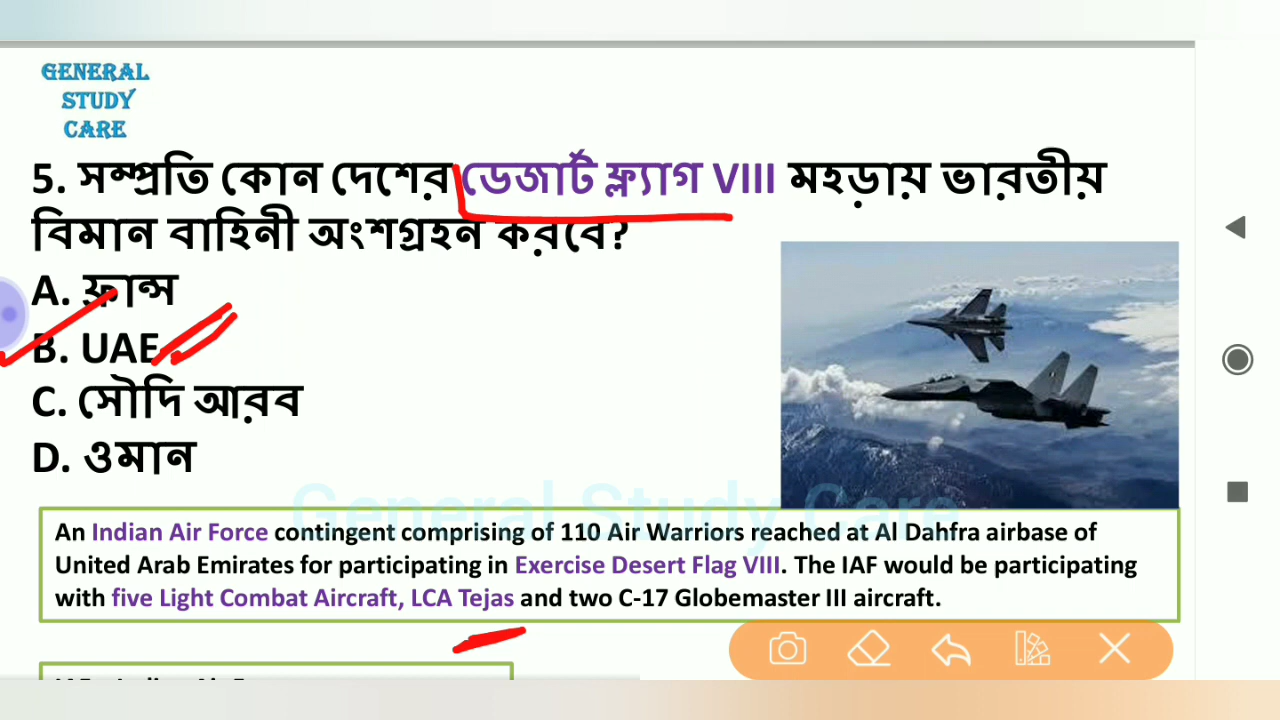 GENERAL
STUDY
CARE
5. সম্প্রতি কোন দেশের ডেজার্ট ফ্ল্যাগ VIII মহড়ায় ভারতীয়
বিমান বাহিনী অংশগ্রহন করবে?
A. ফ্রান্স
B. UAE
C. সৌদি আরব
D. ওমান
General Study Care
An Indian Air Force contingent comprising of 110 Air Warriors reached at Al Dahfra airbase of
United Arab Emirates for participating in Exercise Desert Flag VIII. The IAF would be participating
with five Light Combat Aircraft, LCA Tejas and two C-17 Globemaster III aircraft.